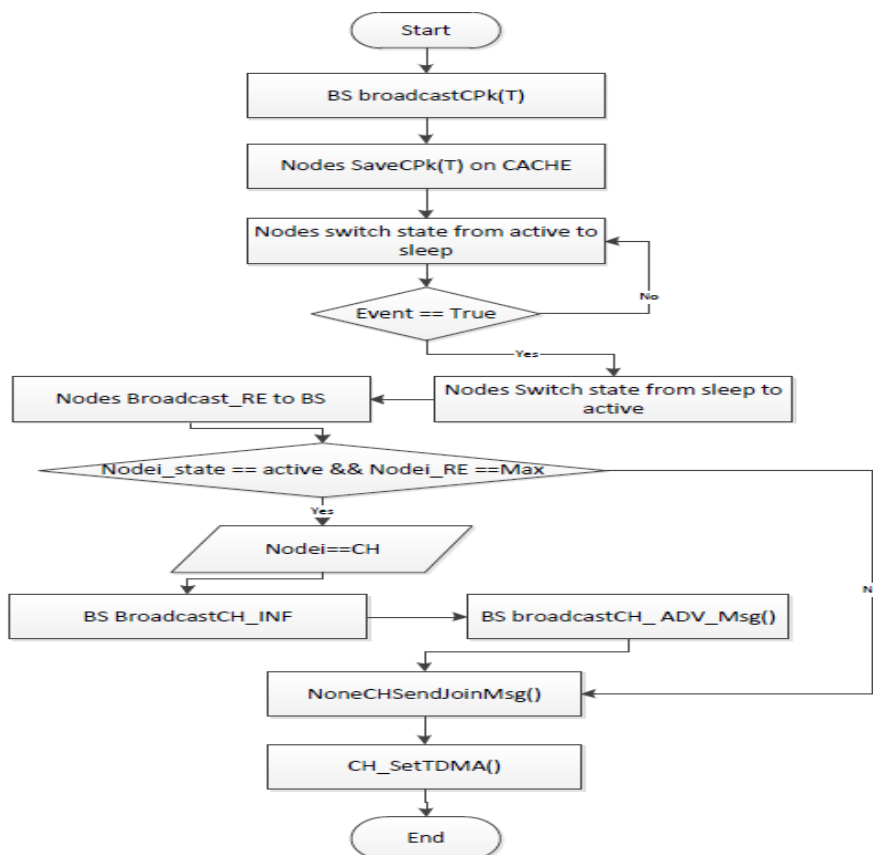 Start
BS broadcastCPk(T)
Nodes SaveCPk(T) on CACHE
Nodes switch state from active to
sleep
No
Event == True
Yes
Nodes Switch state from sleep to
active
Nodes Broadcast_RE to BS
Nodei_state == active && Nodei_RE ==Max
Yes
Nodei==CH
N
BS BroadcastCH_INF
BS broadcastCH_ ADV_Msg()
NoneCHSendJoinMsg()
CH_SetTDMA()
End